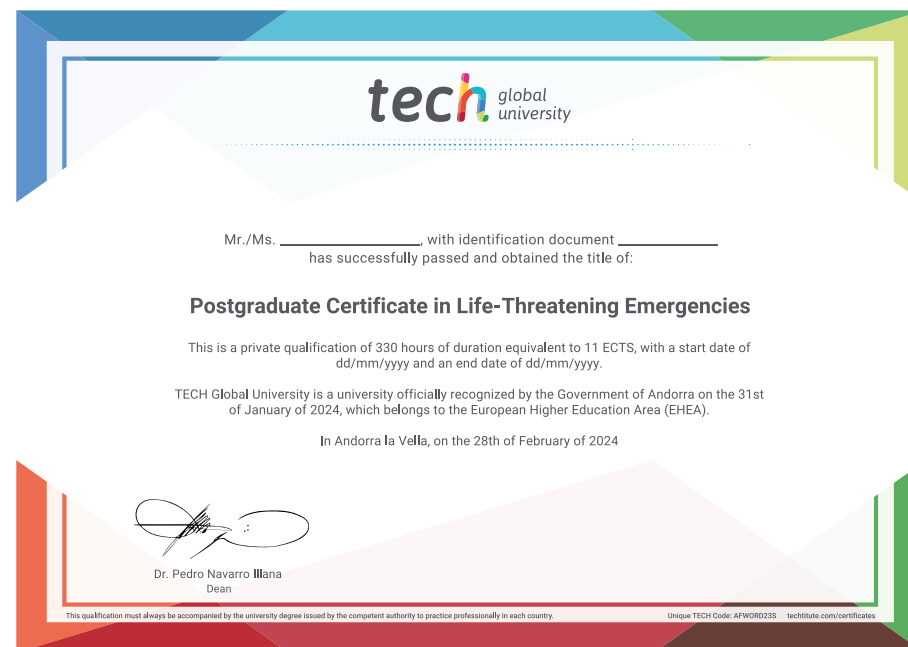 tech global university
Mr./Ms. ____________________, with identification document ______________
has successfully passed and obtained the title of:
Postgraduate Certificate in Life-Threatening Emergencies
This is a private qualification of 330 hours of duration equivalent to 11 ECTS, with a start date of
dd/mm/yyyy and an end date of dd/mm/yyyy.
TECH Global University is a university officially recognized by the Government of Andorra on the 31st
of January of 2024, which belongs to the European Higher Education Area (EHEA).
In Andorra la Vella, on the 28th of February of 2024
Dr. Pedro Navarro Illana
Dean
This qualification must always be accompanied by the university degree issued by the competent authority to practice professionally in each country.
Unique TECH Code: AFWORD23S techtitute.com/certificates